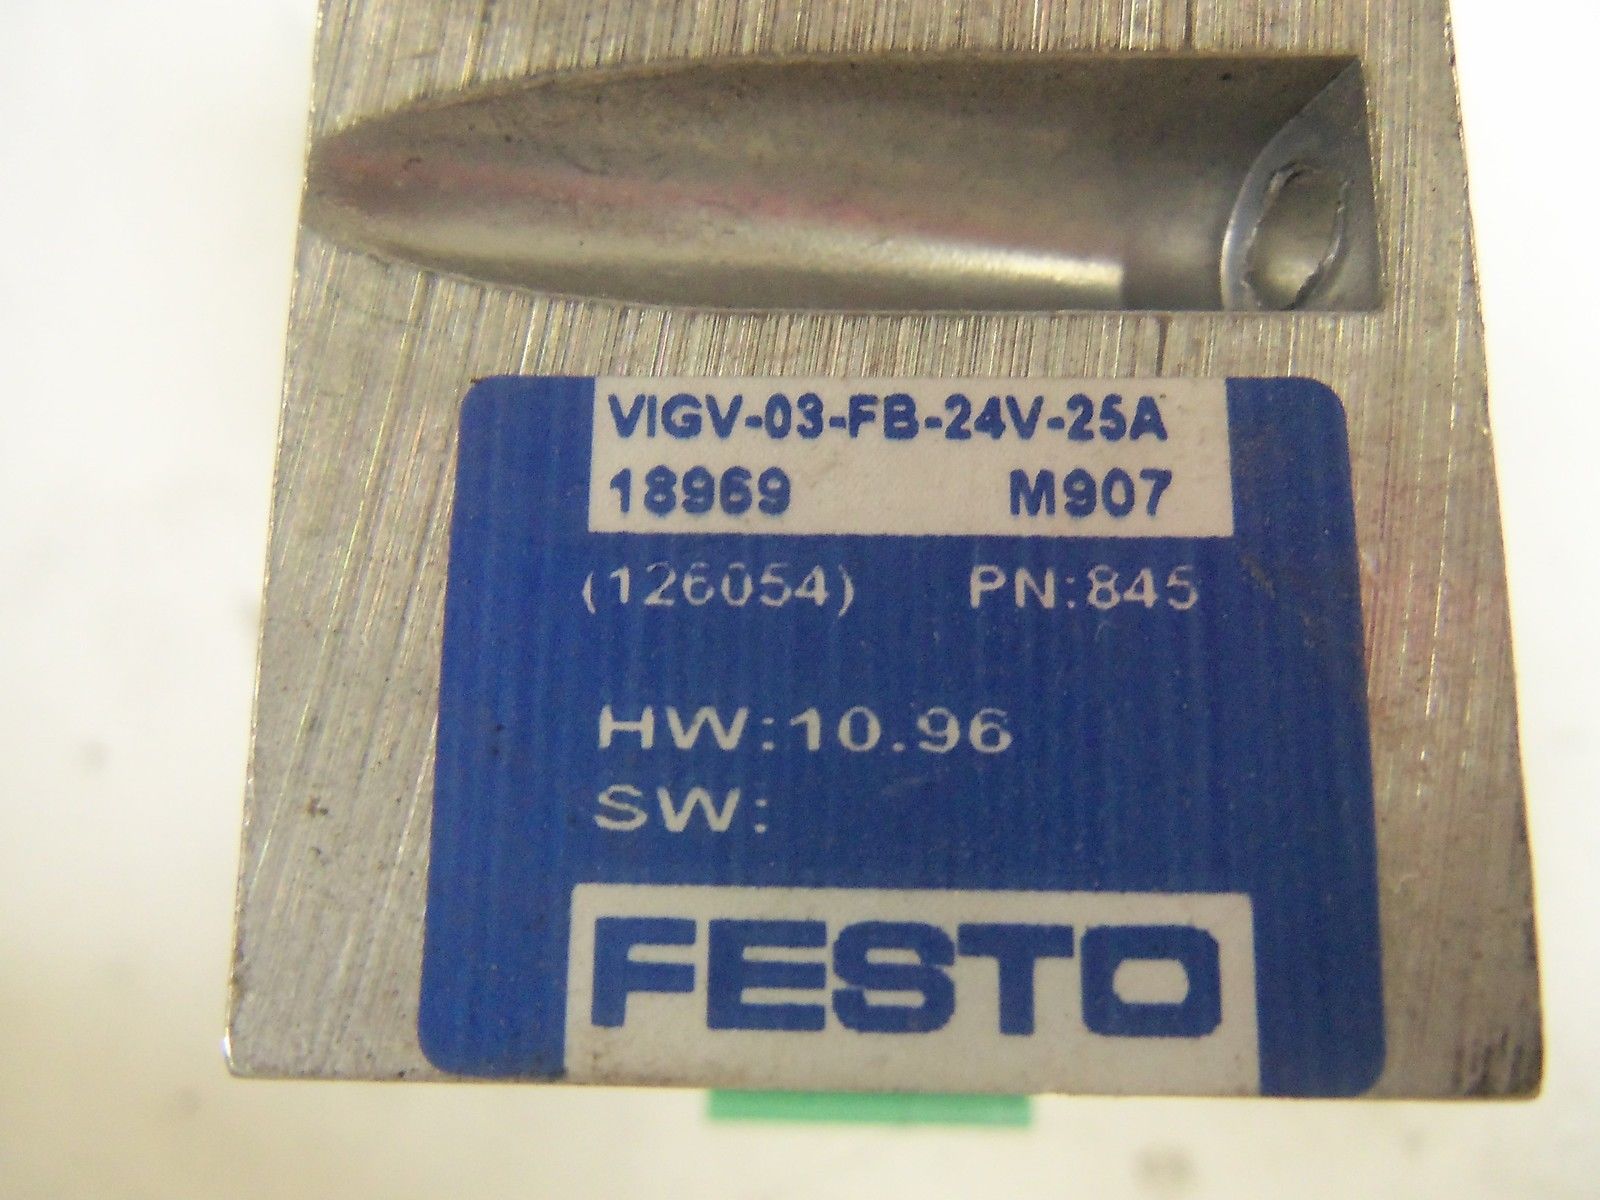 VIGV-03-FB-24V-25A
18969 M907
(126054) PN:845
HW:10.96
SW:
FESTO